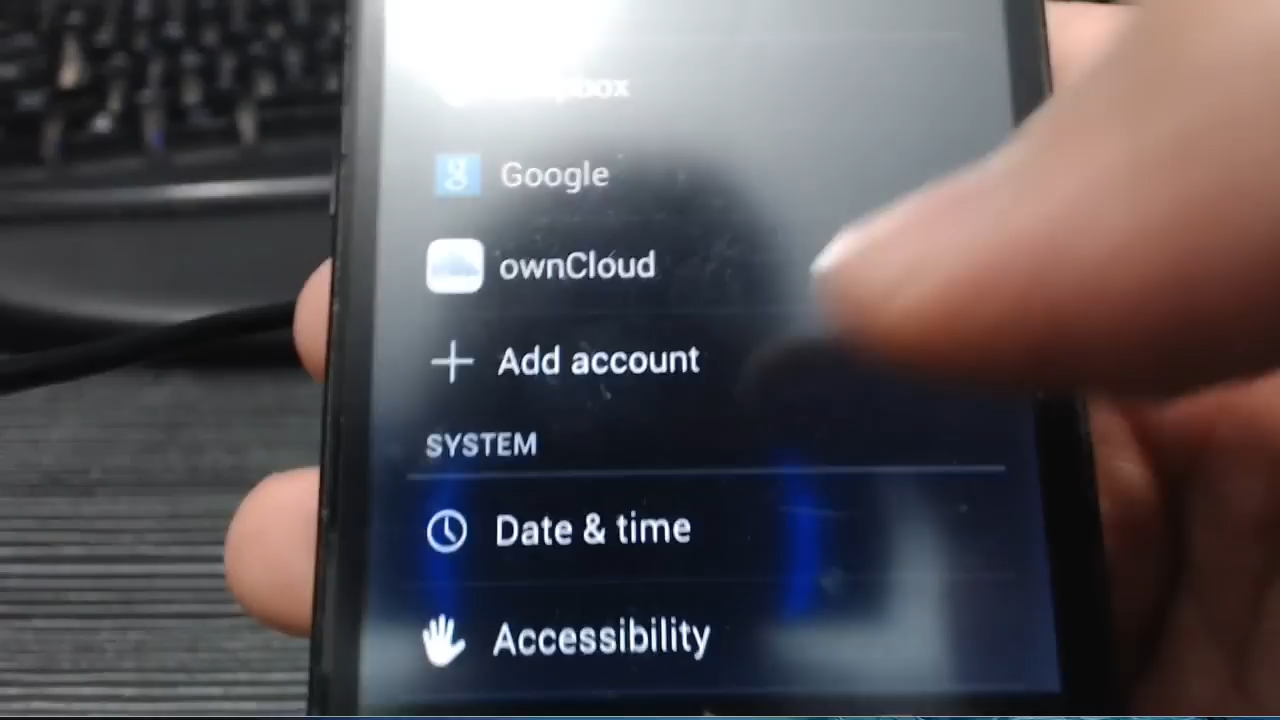 Google
ownCloud
Add account
SYSTEM
Date & time
Accessibility